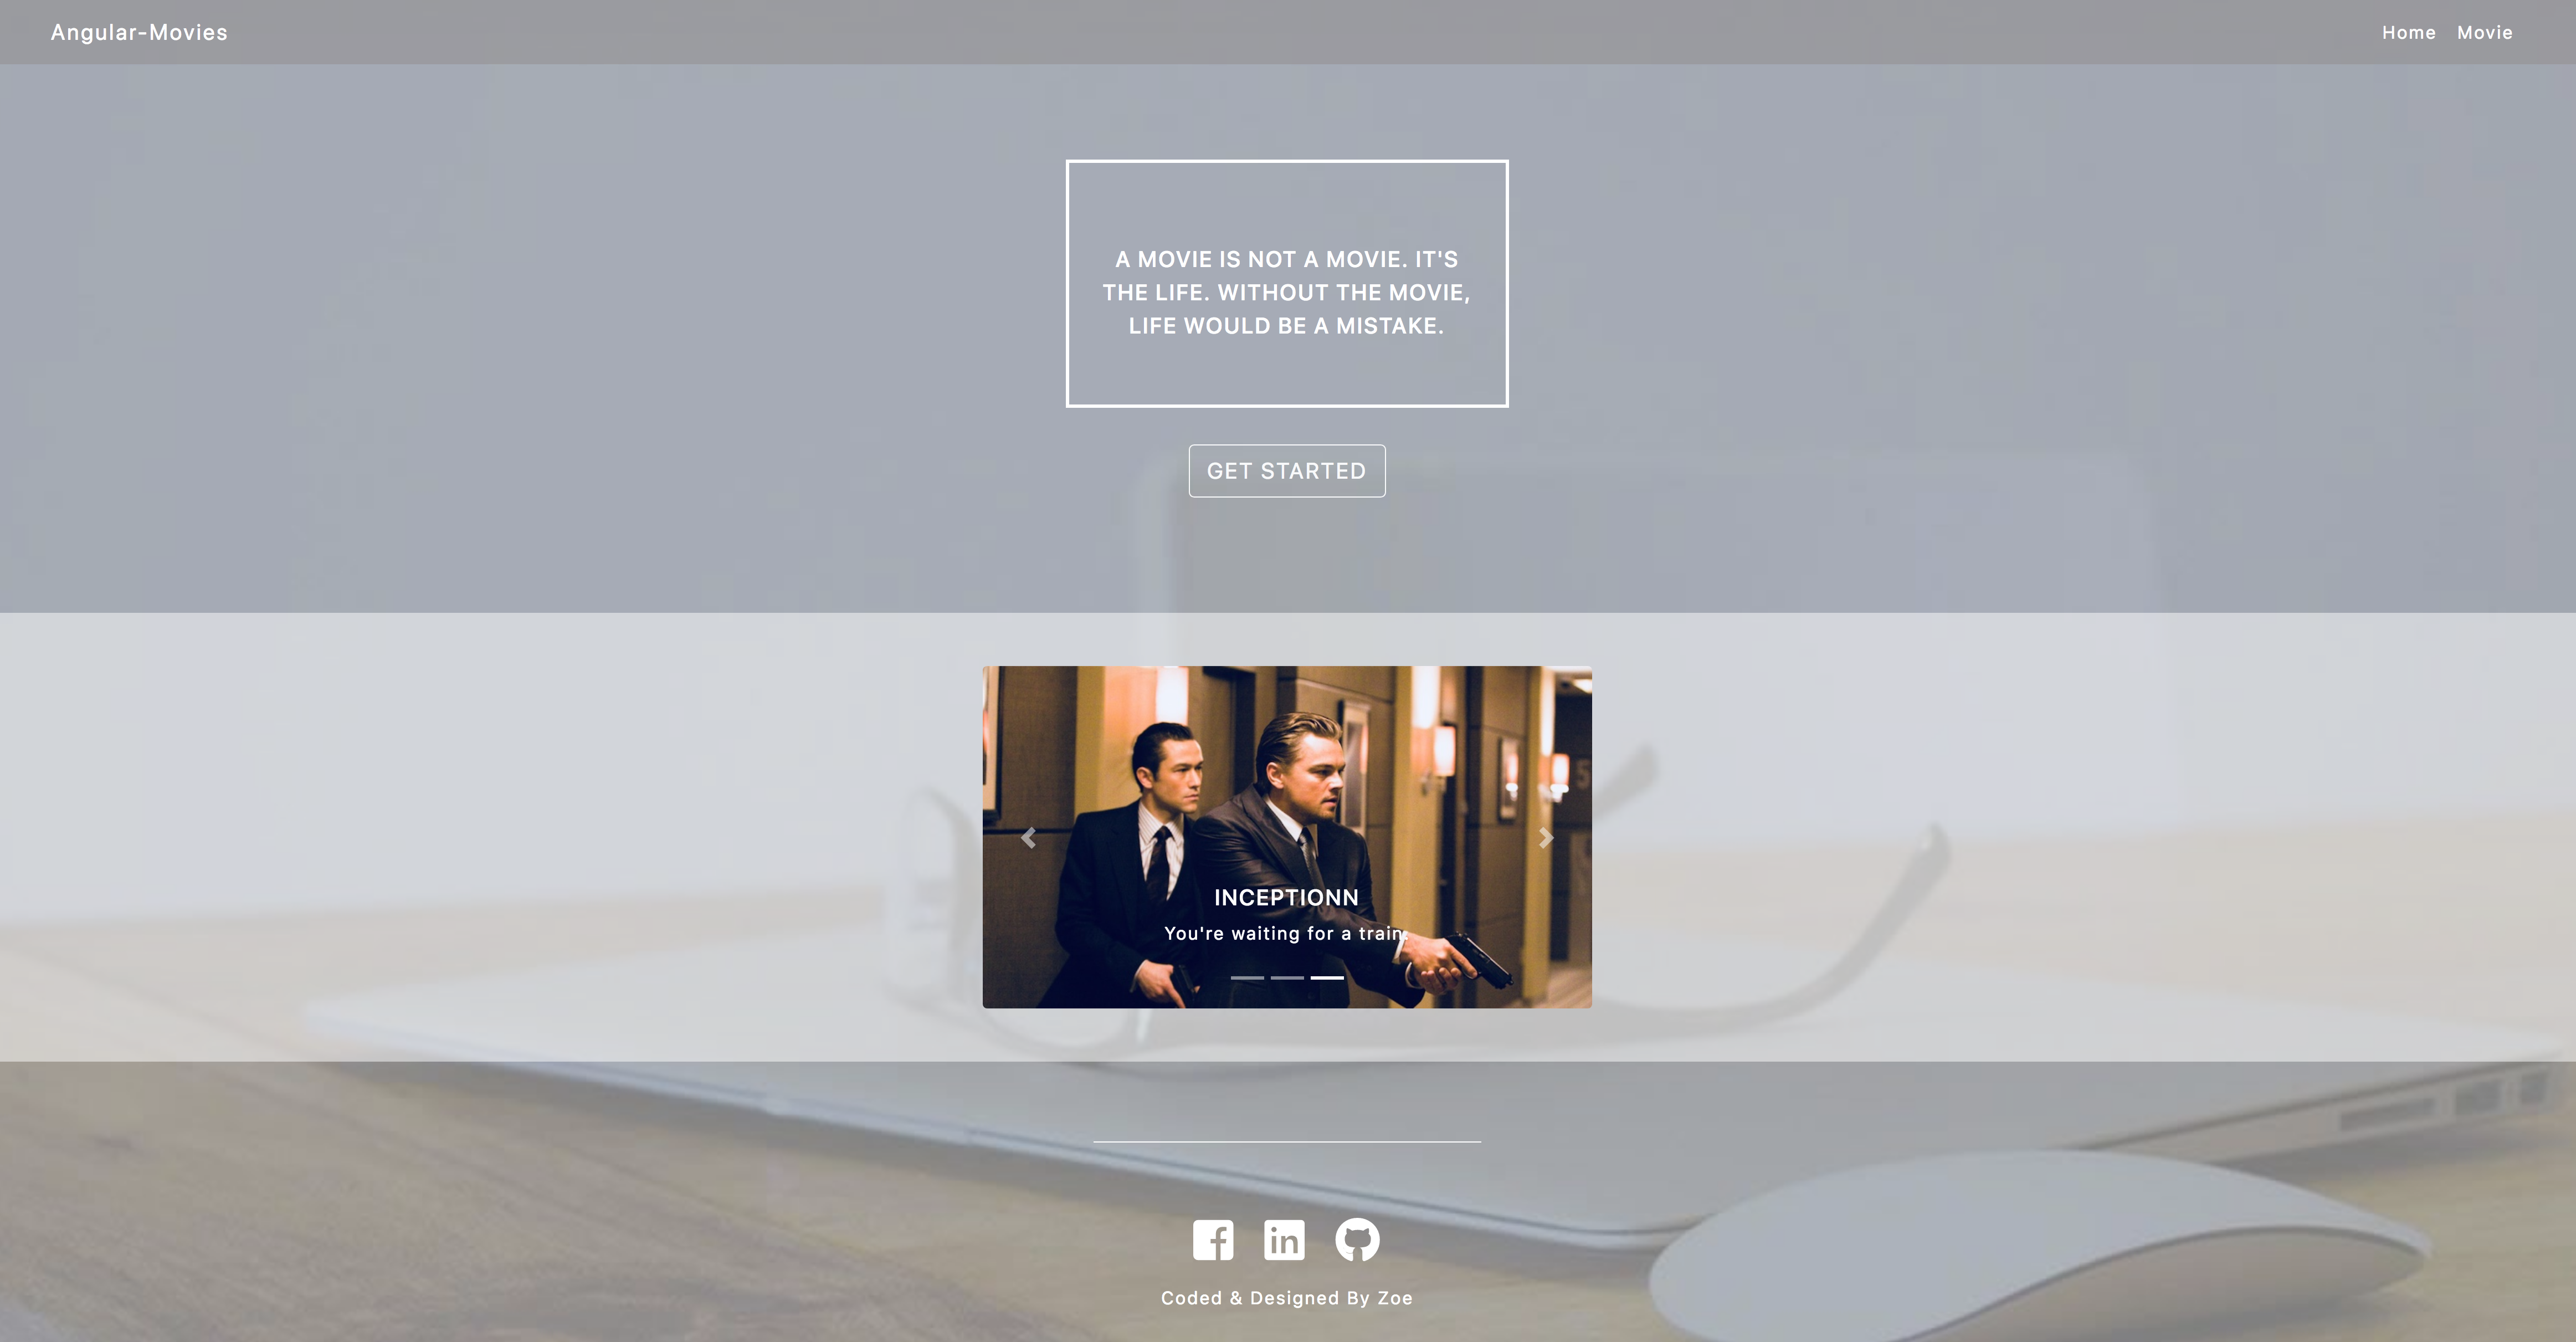 Angular-Movies
Home Movie
A MOVIE IS NOT A MOVIE. IT'S
THE LIFE. WITHOUT THE MOVIE,
LIFE WOULD BE A MISTAKE.
GET STARTED
INCEPTIONN
You're waiting for a train.
Coded & Designed By Zoe